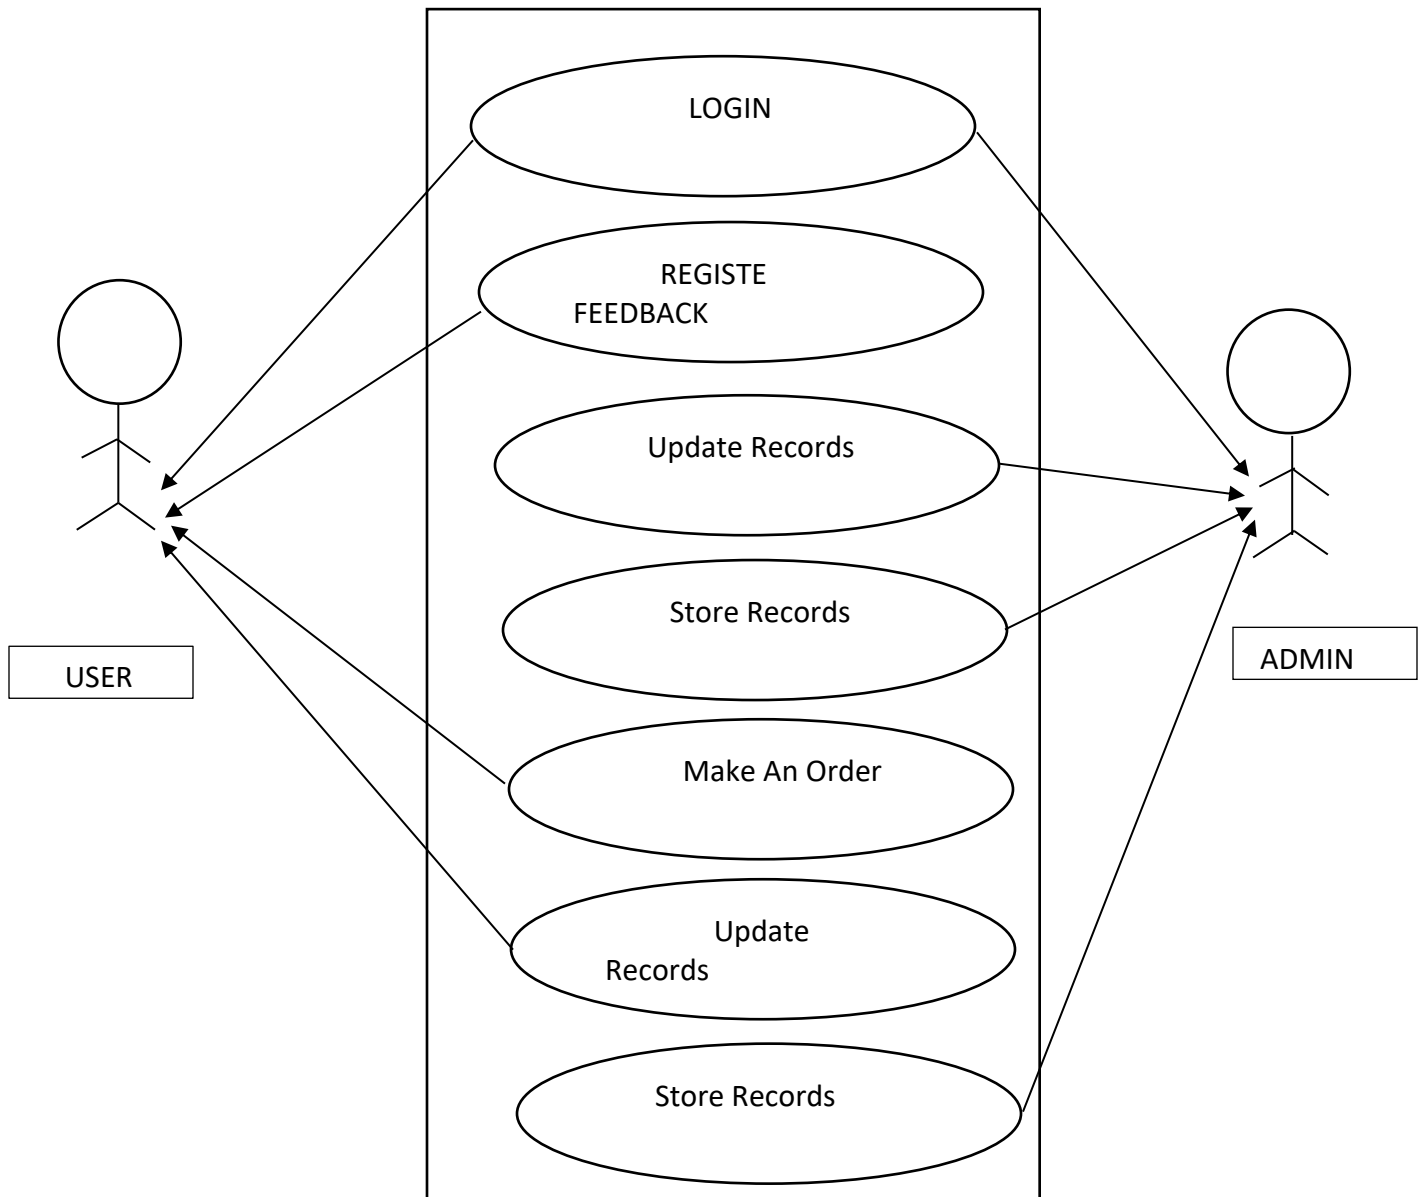 LOGIN
REGISTE
FEEDBACK
Update Records
Store Records
USER
ADMIN
Make An Order
Update
Records
Store Records